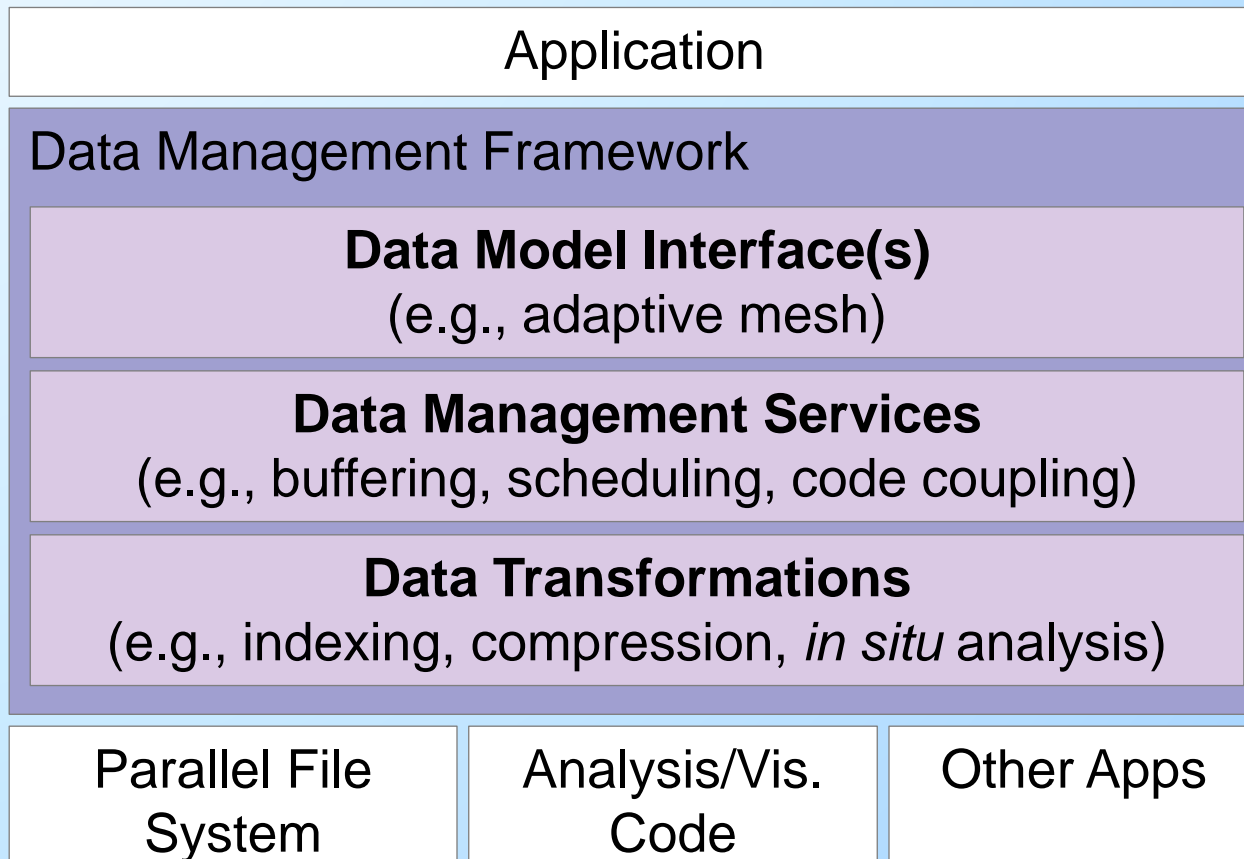 Application
Data Management Framework
Data Model Interface(s)
(e.g., adaptive mesh)
Data Management Services
(e.g., buffering, scheduling, code coupling)
Data Transformations
(e.g., indexing, compression, in situ analysis)
Parallel File
System
Analysis/Vis.
Code
Other Apps